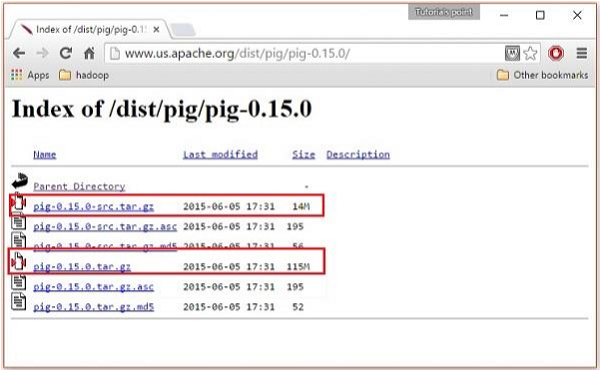 Tutorials point
Index of /dist/pig/pig-0.15
www.us.apache.org/dist/pig/pig-0.15.0/
Apps hadoop Other bookmarks
Index of /dist/pig/pig-0.15.0
Name Last modified Size Description
Parent Directory -
pig-0.15.0-src.tar.gz 2015-06-05 17:31 14M
pig-0.15.0-src.tar.gz.asc 2015-06-05 17:31 195
pig-0.15.0-src.tar.gz.md5 2015-06-05 17:31 56
pig-0.15.0.tar.gz 2015-06-05 17:31 115M
pig-0.15.0.tar.gz.asc 2015-06-05 17:31 195
pig-0.15.0.tar.gz.md5 2015-06-05 17:31 52